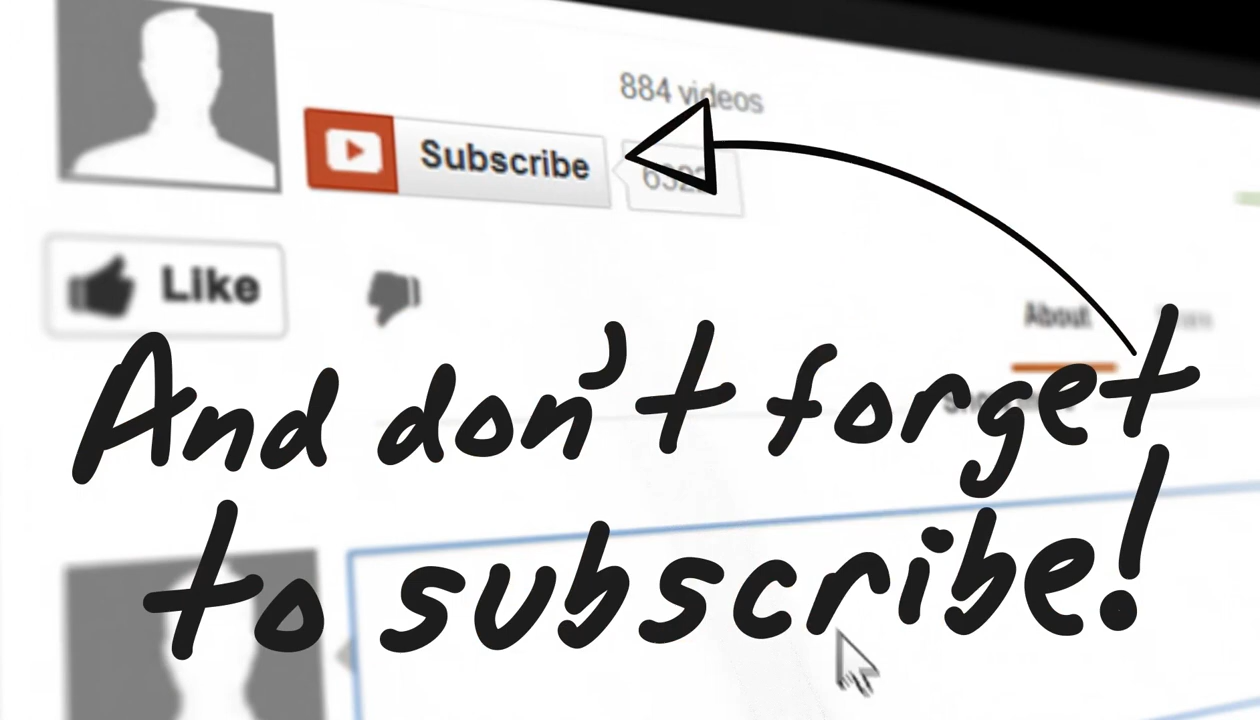 884 videos
Subscribe
Like
About
And don't forget
to subscribe!